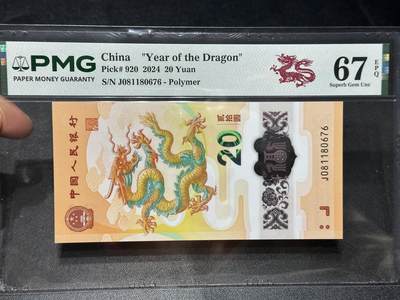 PMG
PAPER MONEY GUARANTY
China "Year of the Dragon"
Pick# 920 2024 20 Yuan
S/N J081180676 - Polymer
67
EPQ
Superb Gem Unc
中国人民银行
贰拾圆
20
J081180676